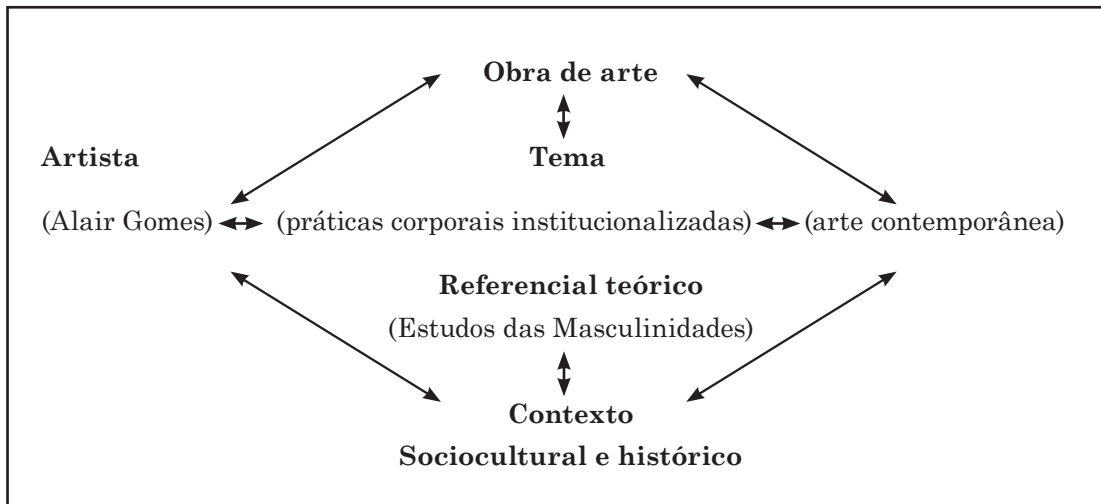 Obra de arte
Artista
Tema
(Alair Gomes)
(práticas corporais institucionalizadas)
(arte contemporânea)
Referencial teórico
(Estudos das Masculinidades)
Contexto
Sociocultural e histórico